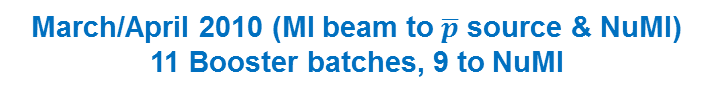 March/April 2010 (MI beam to p̅ source & NuMI)
11 Booster batches, 9 to NuMI